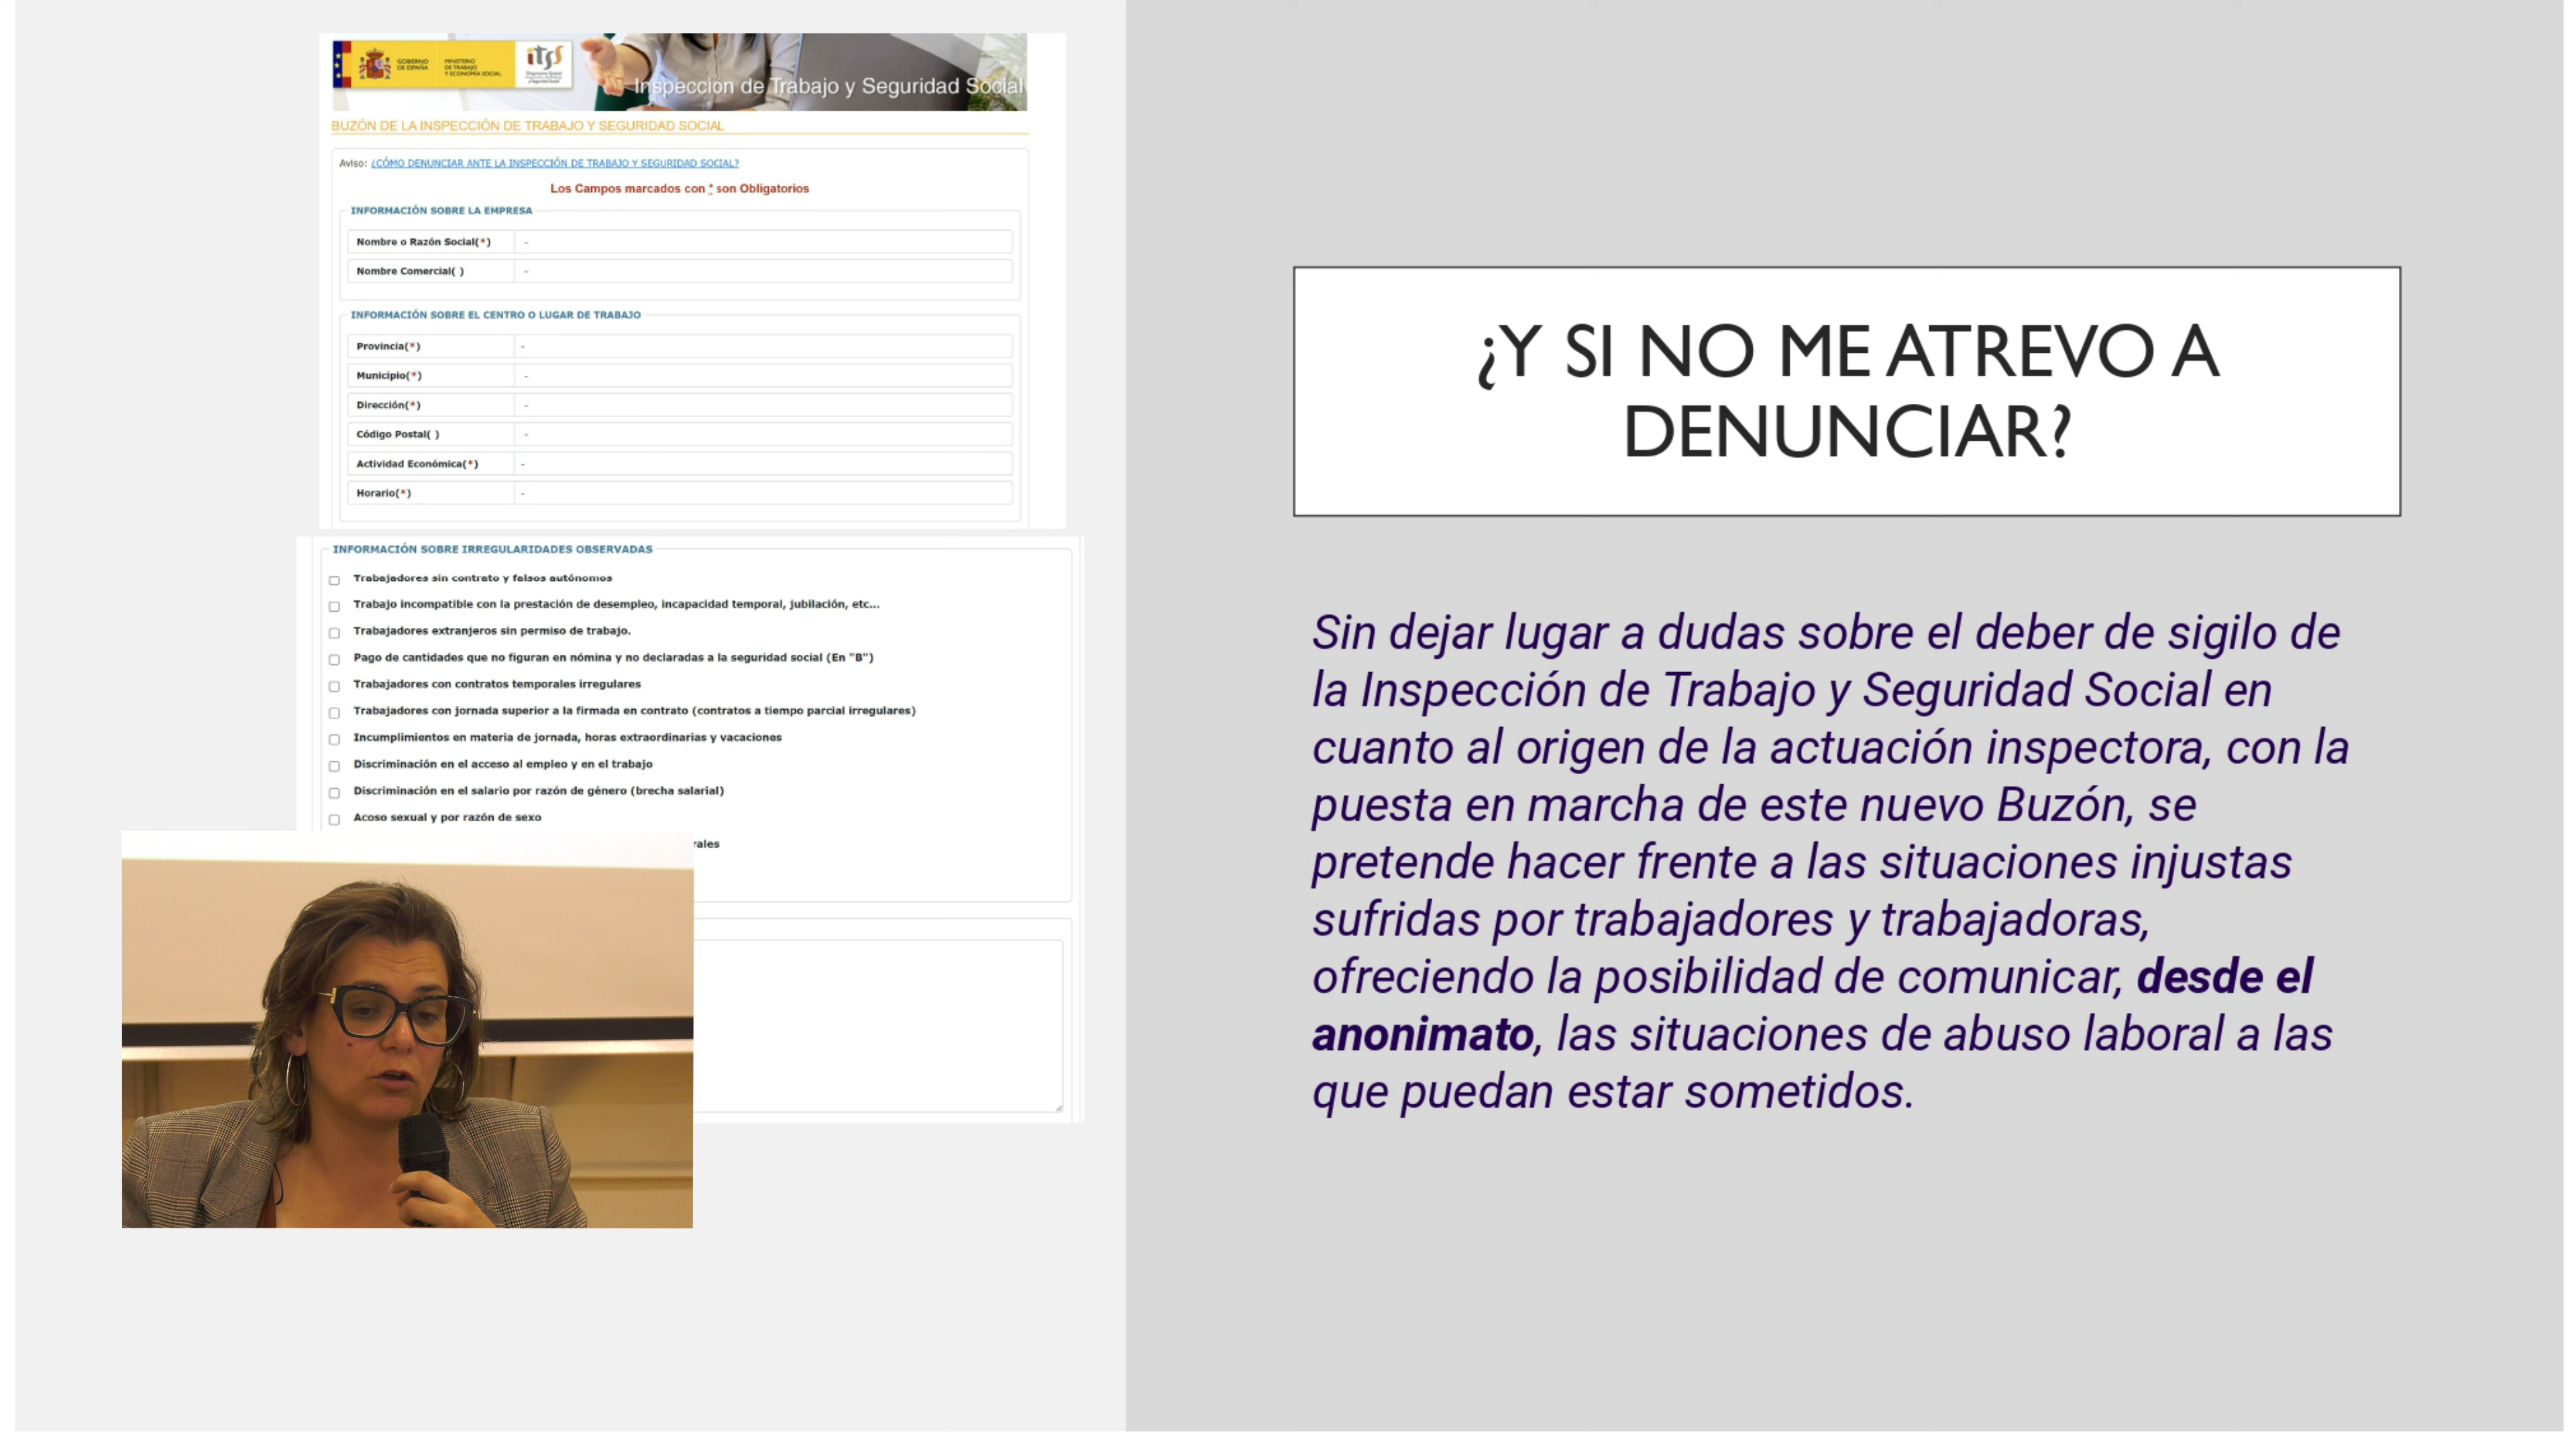 GOBIERNO
DE ESPAÑA
MINISTERIO
DE TRABAJO
Y ECONOMÍA SOCIAL
itss
Inspección de Trabajo y Seguridad Social
BUZÓN DE LA INSPECCIÓN DE TRABAJO Y SEGURIDAD SOCIAL
Aviso: ¿CÓMO DENUNCIAR ANTE LA INSPECCIÓN DE TRABAJO Y SEGURIDAD SOCIAL?
Los Campos marcados con * son Obligatorios
INFORMACIÓN SOBRE LA EMPRESA
Nombre o Razón Social(*) -
Nombre Comercial( ) -
INFORMACIÓN SOBRE EL CENTRO O LUGAR DE TRABAJO
Provincia(*) -
Municipio(*) -
Dirección(*) -
Código Postal( ) -
Actividad Económica(*) -
Horario(*) -
INFORMACIÓN SOBRE IRREGULARIDADES OBSERVADAS
Trabajadores sin contrato y falsos autónomos
Trabajo incompatible con la prestación de desempleo, incapacidad temporal, jubilación, etc...
Trabajadores extranjeros sin permiso de trabajo.
Pago de cantidades que no figuran en nómina y no declaradas a la seguridad social (En "B")
Trabajadores con contratos temporales irregulares
Trabajadores con jornada superior a la firmada en contrato (contratos a tiempo parcial irregulares)
Incumplimientos en materia de jornada, horas extraordinarias y vacaciones
Discriminación en el acceso al empleo y en el trabajo
Discriminación en el salario por razón de género (brecha salarial)
Acoso sexual y por razón de sexo
rales
¿Y SI NO ME ATREVO A
DENUNCIAR?
Sin dejar lugar a dudas sobre el deber de sigilo de
la Inspección de Trabajo y Seguridad Social en
cuanto al origen de la actuación inspectora, con la
puesta en marcha de este nuevo Buzón, se
pretende hacer frente a las situaciones injustas
sufridas por trabajadores y trabajadoras,
ofreciendo la posibilidad de comunicar, desde el
anonimato, las situaciones de abuso laboral a las
que puedan estar sometidos.